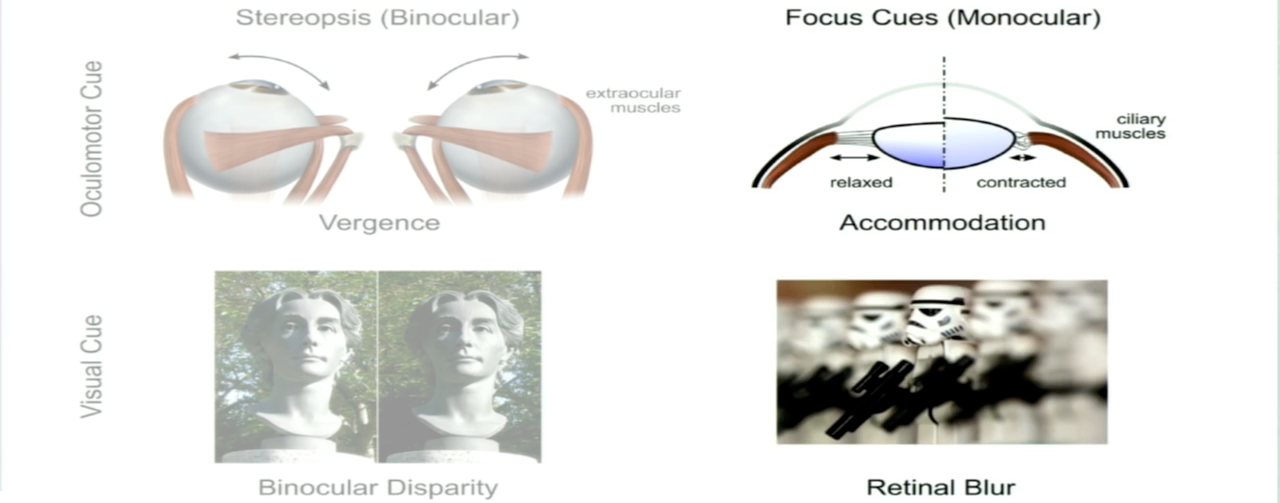 Stereopsis (Binocular)
Focus Cues (Monocular)
Oculomotor Cue
extraocular
muscles
ciliary
muscles
relaxed
contracted
Vergence
Accommodation
Visual Cue
Binocular Disparity
Retinal Blur